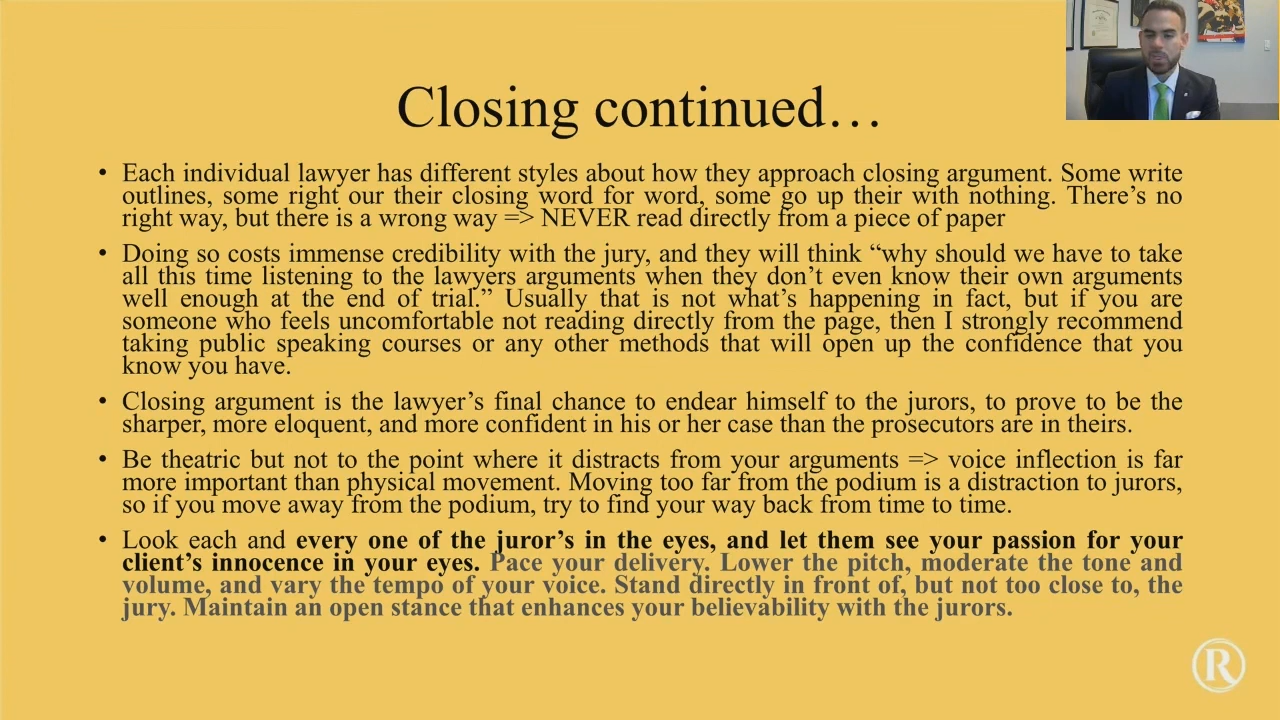 Closing continued…
• Each individual lawyer has different styles about how they approach closing argument. Some write
outlines, some right our their closing word for word, some go up their with nothing. There’s no
right way, but there is a wrong way => NEVER read directly from a piece of paper
• Doing so costs immense credibility with the jury, and they will think “why should we have to take
all this time listening to the lawyers arguments when they don’t even know their own arguments
well enough at the end of trial.” Usually that is not what’s happening in fact, but if you are
someone who feels uncomfortable not reading directly from the page, then I strongly recommend
taking public speaking courses or any other methods that will open up the confidence that you
know you have.
• Closing argument is the lawyer’s final chance to endear himself to the jurors, to prove to be the
sharper, more eloquent, and more confident in his or her case than the prosecutors are in theirs.
• Be theatric but not to the point where it distracts from your arguments => voice inflection is far
more important than physical movement. Moving too far from the podium is a distraction to jurors,
so if you move away from the podium, try to find your way back from time to time.
• Look each and every one of the juror’s in the eyes, and let them see your passion for your
client’s innocence in your eyes. Pace your delivery. Lower the pitch, moderate the tone and
volume, and vary the tempo of your voice. Stand directly in front of, but not too close to, the
jury. Maintain an open stance that enhances your believability with the jurors.
R